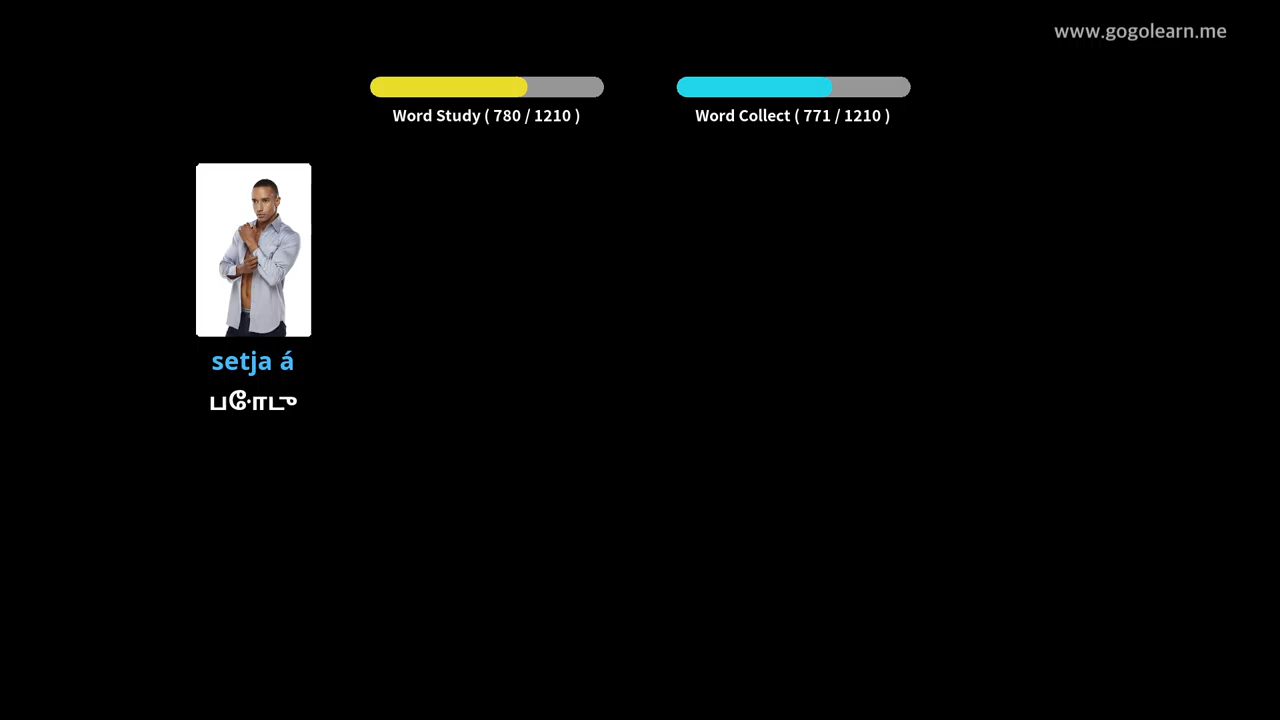 www.gogolearn.me
Word Study ( 780 / 1210 )
Word Collect ( 771 / 1210 )
setja á
போடு